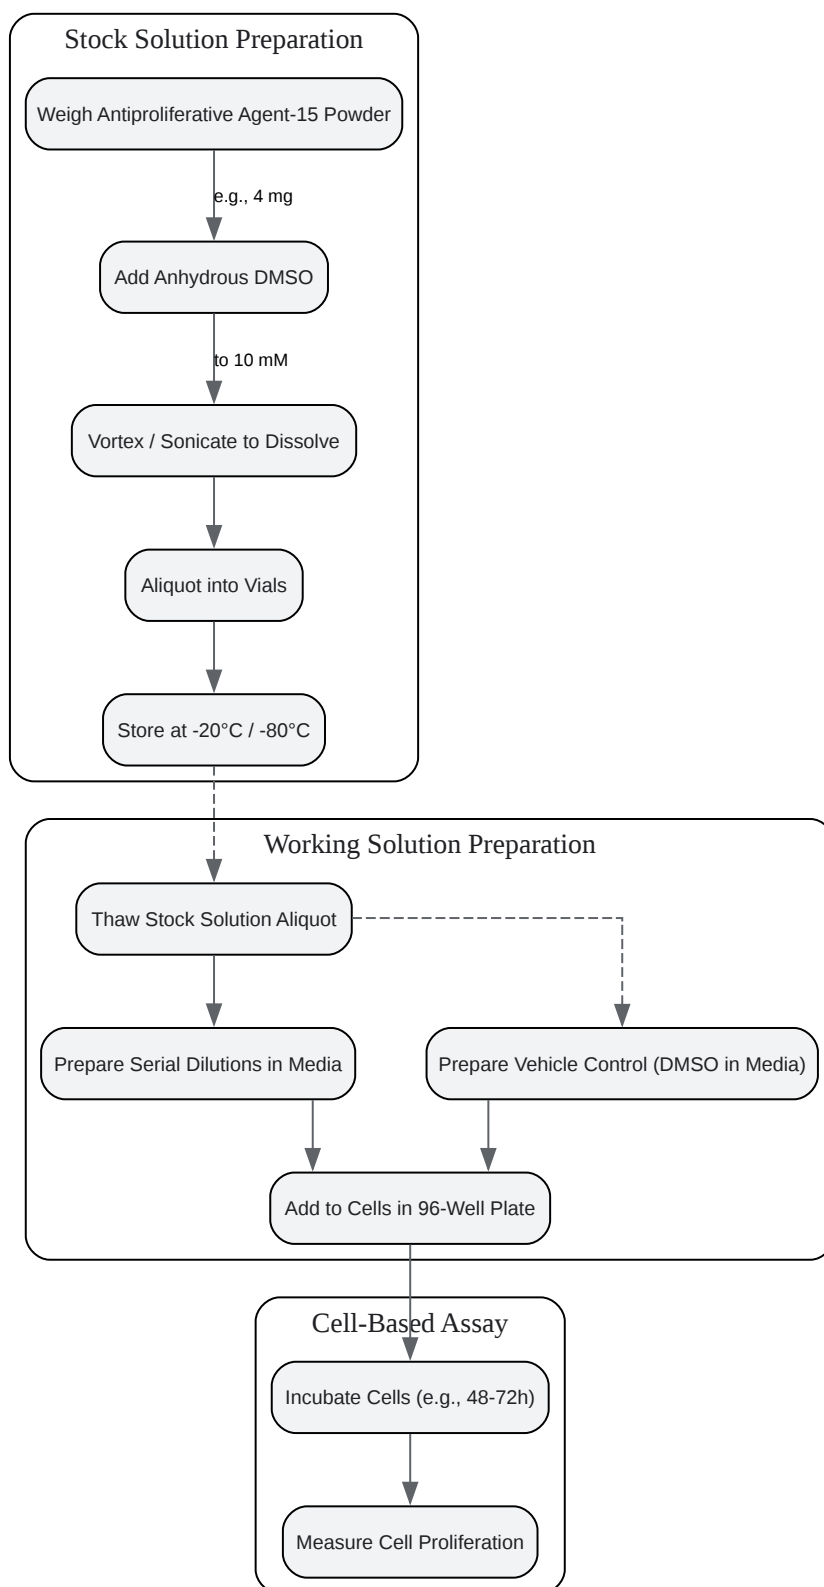 Stock Solution Preparation
Weigh Antiproliferative Agent-15 Powder
e.g., 4 mg
Add Anhydrous DMSO
to 10 mM
Vortex / Sonicate to Dissolve
Aliquot into Vials
Store at -20°C / -80°C
Working Solution Preparation
Thaw Stock Solution Aliquot
Prepare Serial Dilutions in Media
Prepare Vehicle Control (DMSO in Media)
Add to Cells in 96-Well Plate
Cell-Based Assay
Incubate Cells (e.g., 48-72h)
Measure Cell Proliferation